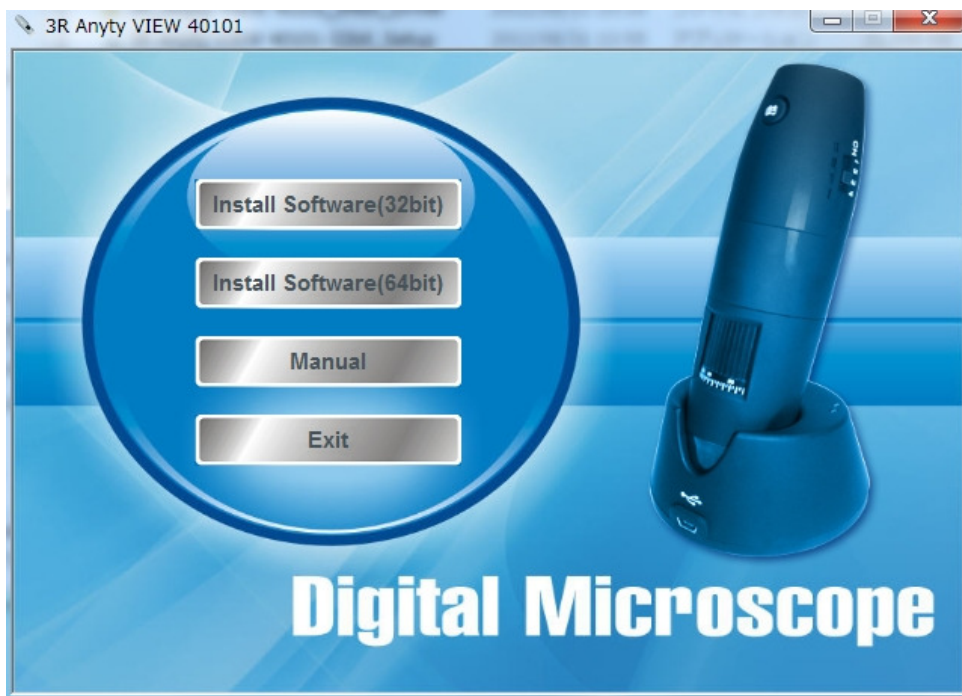 3R Anyty VIEW 40101
Install Software(32bit)
Install Software(64bit)
Manual
Exit
Digital Microscope